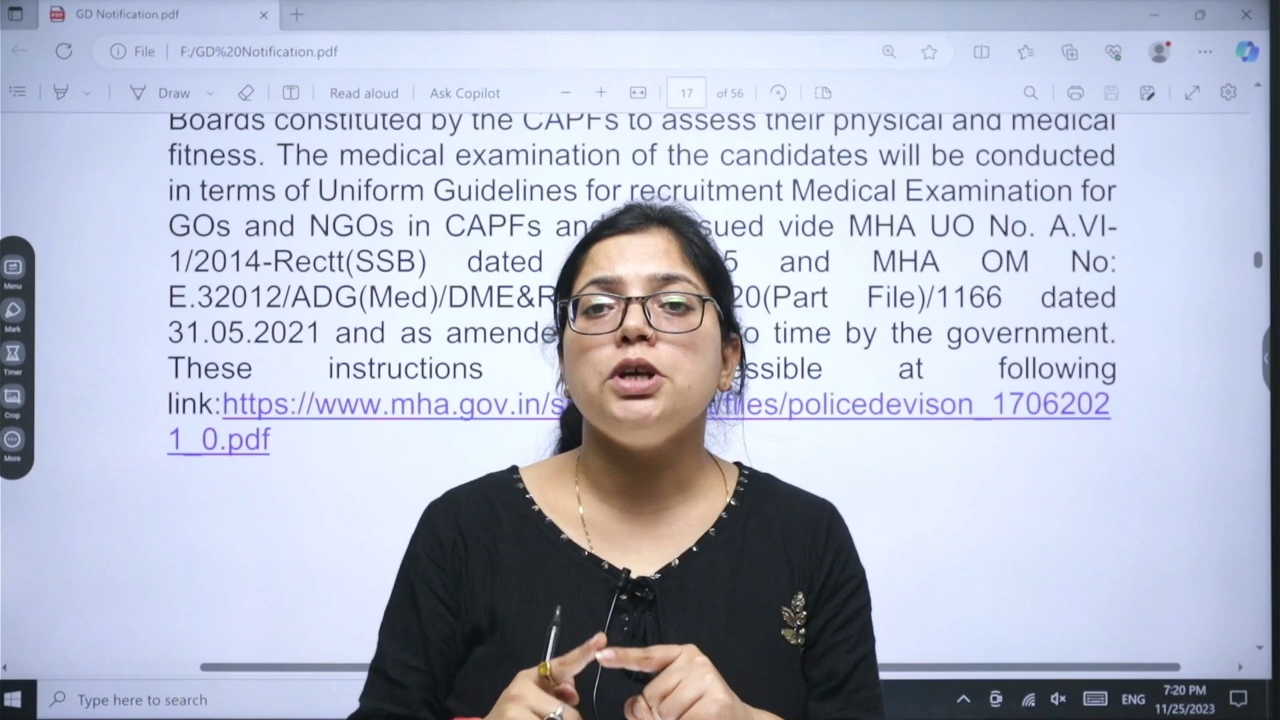 GD Notification.pdf
File F:/GD%20Notification.pdf
Draw Read aloud Ask Copilot 17 of 56
Boards constituted by the CAPFs to assess their physical and medical
fitness. The medical examination of the candidates will be conducted
in terms of Uniform Guidelines for recruitment Medical Examination for
GOs and NGOs in CAPFs an sued vide MHA UO No. A.VI-
1/2014-Rectt(SSB) dated 5 and MHA OM No:
E.32012/ADG(Med)/DME&R 20(Part File)/1166 dated
31.05.2021 and as amende o time by the government.
These instructions ssible at following
link:https://www.mha.gov.in/s /files/policedevison_1706202
1_0.pdf
Menu
Mark
Timer
Crop
More
Type here to search
ENG
7:20 PM
11/25/2023